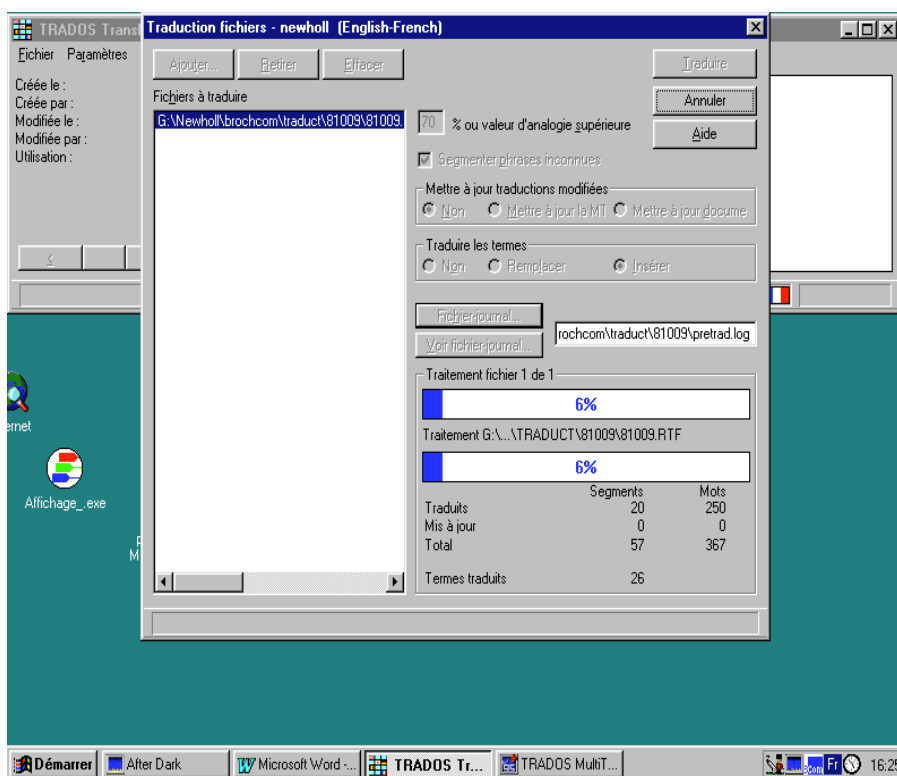 TRADOS Transl
Traduction fichiers - newholl (English-French)
Fichier Paramètres
Créée le :
Créée par :
Modifiée le :
Modifiée par :
Utilisation :
<
Ajouter... Retirer Effacer
Traduire
Annuler
Aide
Fichiers à traduire
G:\Newholl\brochcom\traduct\81009\81009.
70 % ou valeur d'analogie supérieure
Segmenter phrases inconnues
Mettre à jour traductions modifiées
Non Mettre à jour la MT Mettre à jour docume
Traduire les termes
Non Remplacer Insérer
Fichier-journal...
Voir fichier-journal...
rochcom\traduct\81009\pretrad.log
Traitement fichier 1 de 1
6%
Traitement G:\...\TRADUCT\81009\81009.RTF
6%
Segments Mots
Traduits 20 250
Mis à jour 0 0
Total 57 367
Termes traduits 26
ernet
Affichage_.exe
M
Démarrer After Dark Microsoft Word -... TRADOS Tr... TRADOS MultiT... Fr 16:25